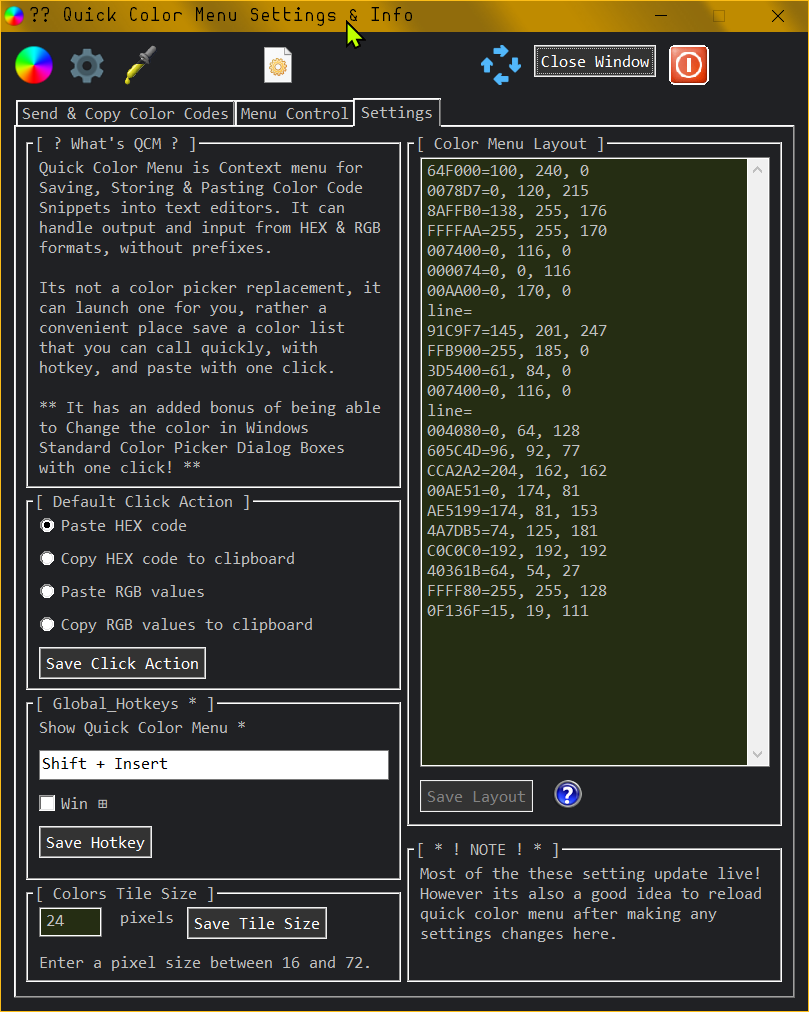 ?? Quick Color Menu Settings & Info
Close Window
Send & Copy Color Codes
Menu Control
Settings
[ ? What's QCM ? ]
Quick Color Menu is Context menu for
Saving, Storing & Pasting Color Code
Snippets into text editors. It can
handle output and input from HEX & RGB
formats, without prefixes.
Its not a color picker replacement, it
can launch one for you, rather a
convenient place save a color list
that you can call quickly, with
hotkey, and paste with one click.
** It has an added bonus of being able
to Change the color in Windows
Standard Color Picker Dialog Boxes
with one click! **
[ Default Click Action ]
Paste HEX code
Copy HEX code to clipboard
Paste RGB values
Copy RGB values to clipboard
Save Click Action
[ Global_Hotkeys * ]
Show Quick Color Menu *
Shift + Insert
Win ⊞
Save Hotkey
[ Colors Tile Size ]
24
pixels
Save Tile Size
Enter a pixel size between 16 and 72.
[ Color Menu Layout ]
64F000=100, 240, 0
0078D7=0, 120, 215
8AFFB0=138, 255, 176
FFFFAA=255, 255, 170
007400=0, 116, 0
000074=0, 0, 116
00AA00=0, 170, 0
line=
91C9F7=145, 201, 247
FFB900=255, 185, 0
3D5400=61, 84, 0
007400=0, 116, 0
line=
004080=0, 64, 128
605C4D=96, 92, 77
CCA2A2=204, 162, 162
00AE51=0, 174, 81
AE5199=174, 81, 153
4A7DB5=74, 125, 181
C0C0C0=192, 192, 192
40361B=64, 54, 27
FFFF80=255, 255, 128
0F136F=15, 19, 111
Save Layout
?
[ * ! NOTE ! * ]
Most of the these setting update live!
However its also a good idea to reload
quick color menu after making any
settings changes here.